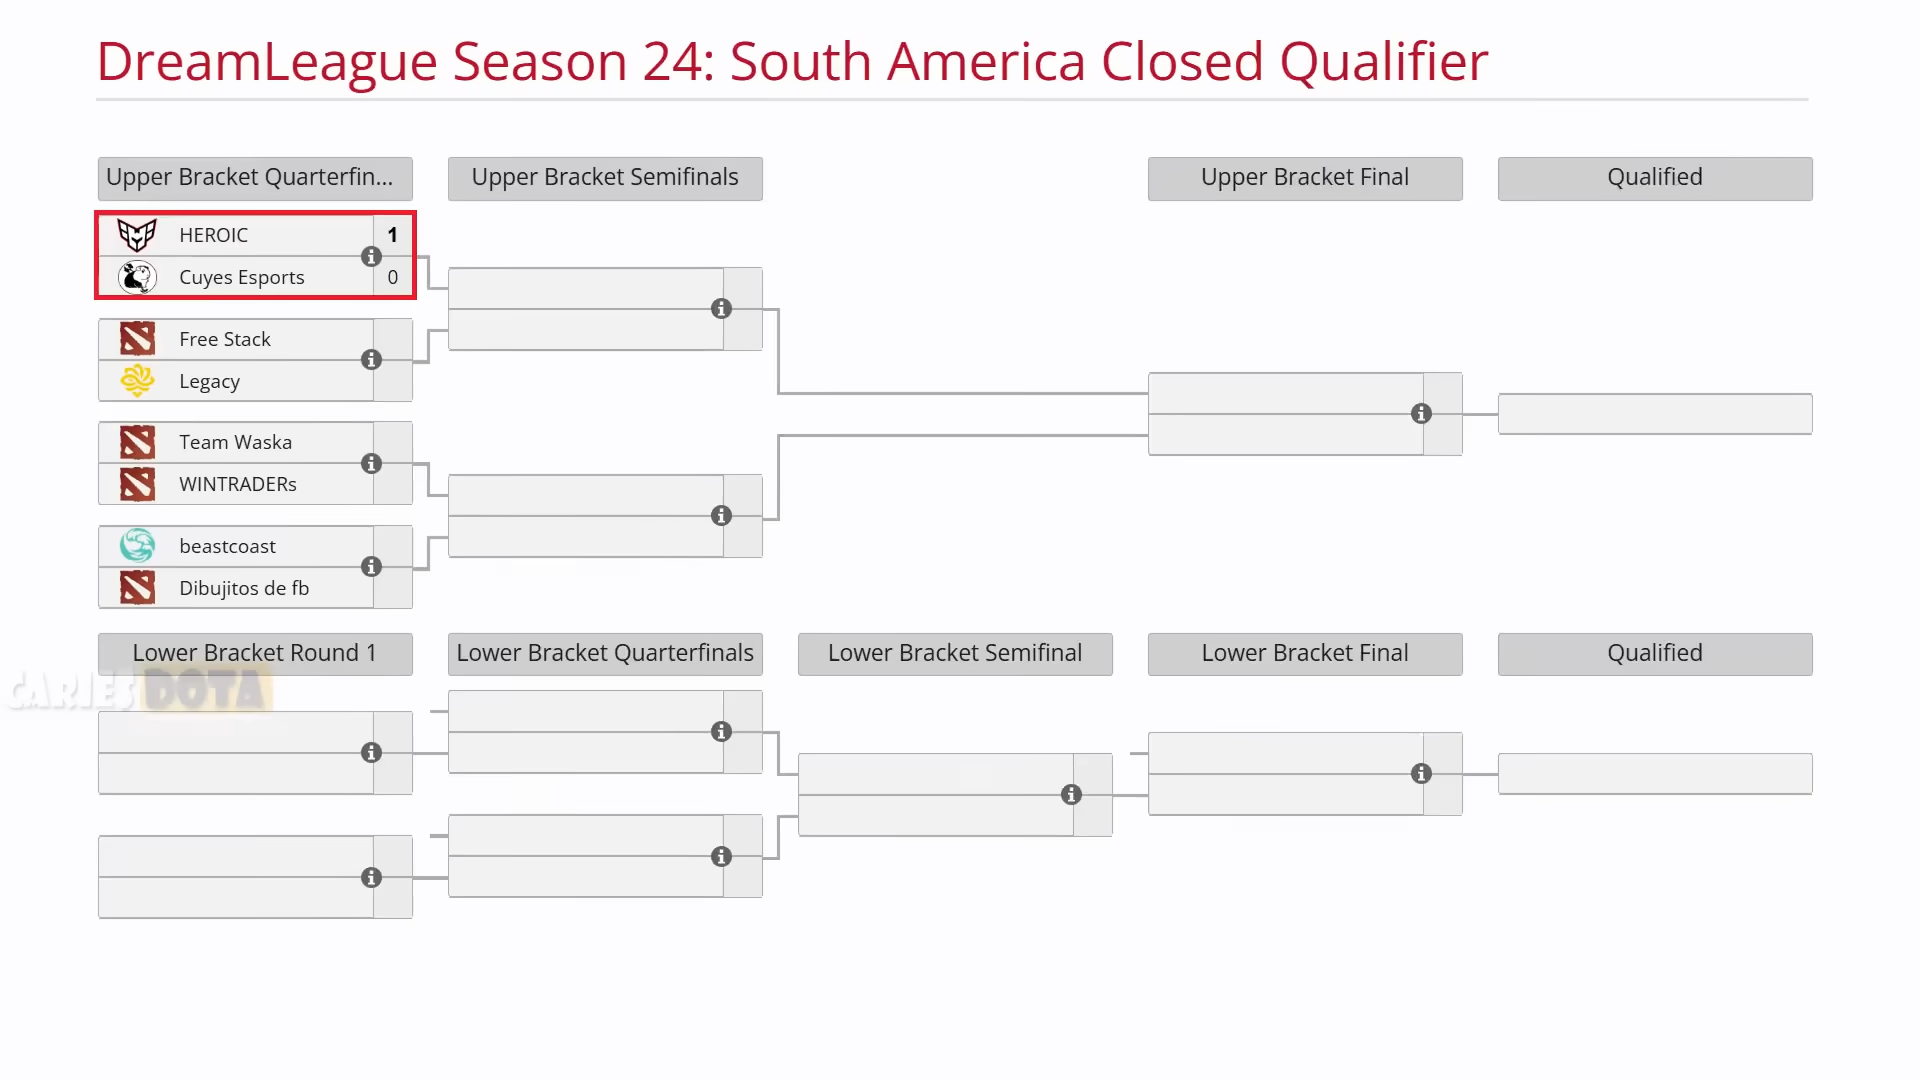 DreamLeague Season 24: South America Closed Qualifier
Upper Bracket Quarterfin...
Upper Bracket Semifinals
Upper Bracket Final
Qualified
HEROIC 1
Cuyes Esports 0
Free Stack
Legacy
Team Waska
WINTRADERs
beastcoast
Dibujitos de fb
Lower Bracket Round 1
Lower Bracket Quarterfinals
Lower Bracket Semifinal
Lower Bracket Final
Qualified
CARIES DOTA